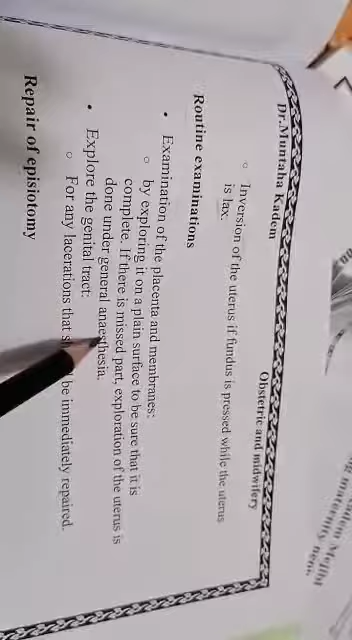 Dr.Muntaha Kadem
Obstetric and midwifery
○ Inversion of the uterus if fundus is pressed while the uterus
is lax.
Routine examinations
• Examination of the placenta and membranes:
○ by exploring it on a plain surface to be sure that it is
complete. If there is missed part, exploration of the uterus is
done under general anaesthesia.
• Explore the genital tract:
○ For any lacerations that be immediately repaired.
Repair of episiotomy